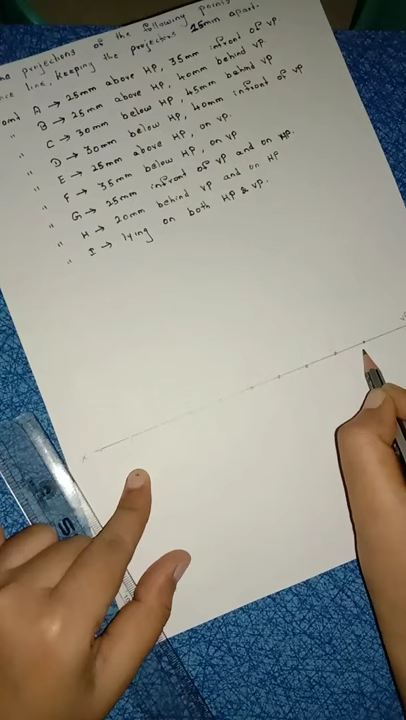 the projections of the following points
line, keeping the projectors 25mm apart.
A → 25mm above HP, 35mm infront of VP
" B → 25mm above HP, 40mm behind VP.
" C → 30mm below HP, 45mm behind VP
" D → 30mm below HP, 40mm infront of VP
" E → 25mm above HP, on VP.
" F → 35mm below HP, on VP
" G → 25mm infront of VP and on HP.
" H → 20mm behind VP and on HP
" I → lying on both HP & VP.
X